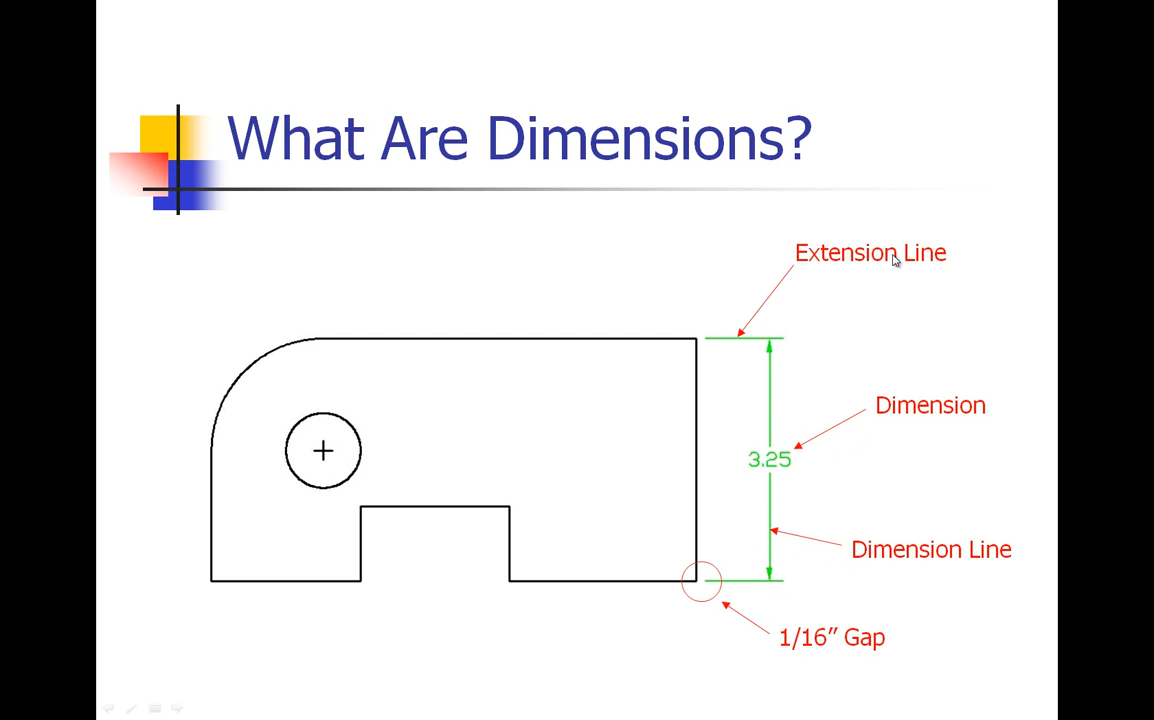 What Are Dimensions?
Extension Line
Dimension
3.25
Dimension Line
1/16” Gap